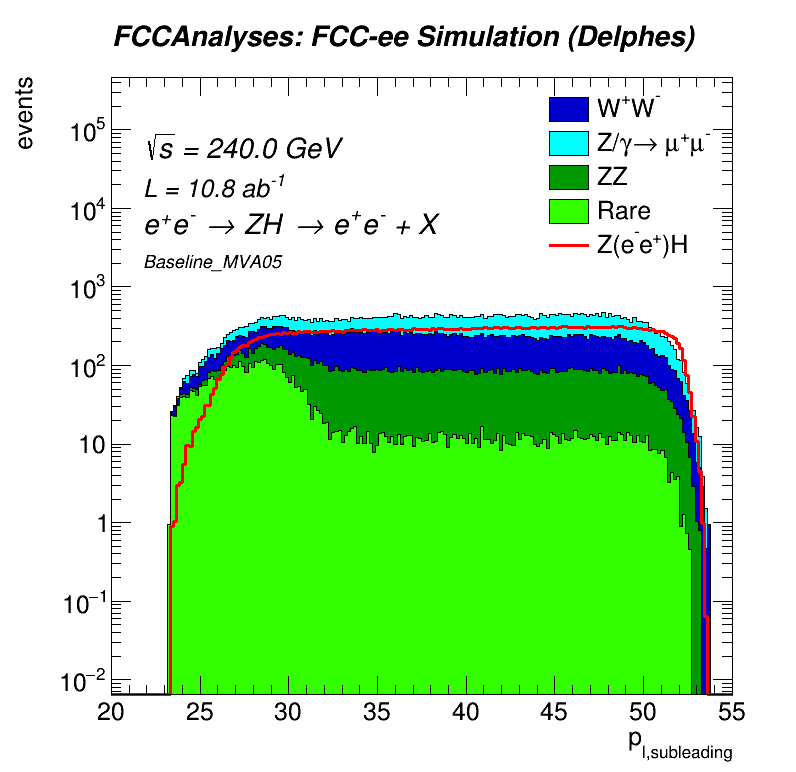 FCCAnalyses: FCC-ee Simulation (Delphes)
events
10⁵
10⁴
10³
10²
10
1
10⁻¹
10⁻²
√s = 240.0 GeV
L = 10.8 ab⁻¹
e⁺e⁻ → ZH → e⁺e⁻ + X
Baseline_MVA05
W⁺W⁻
Z/γ→ μ⁺μ⁻
ZZ
Rare
Z(e⁻e⁺)H
20 25 30 35 40 45 50 55
p_l,subleading